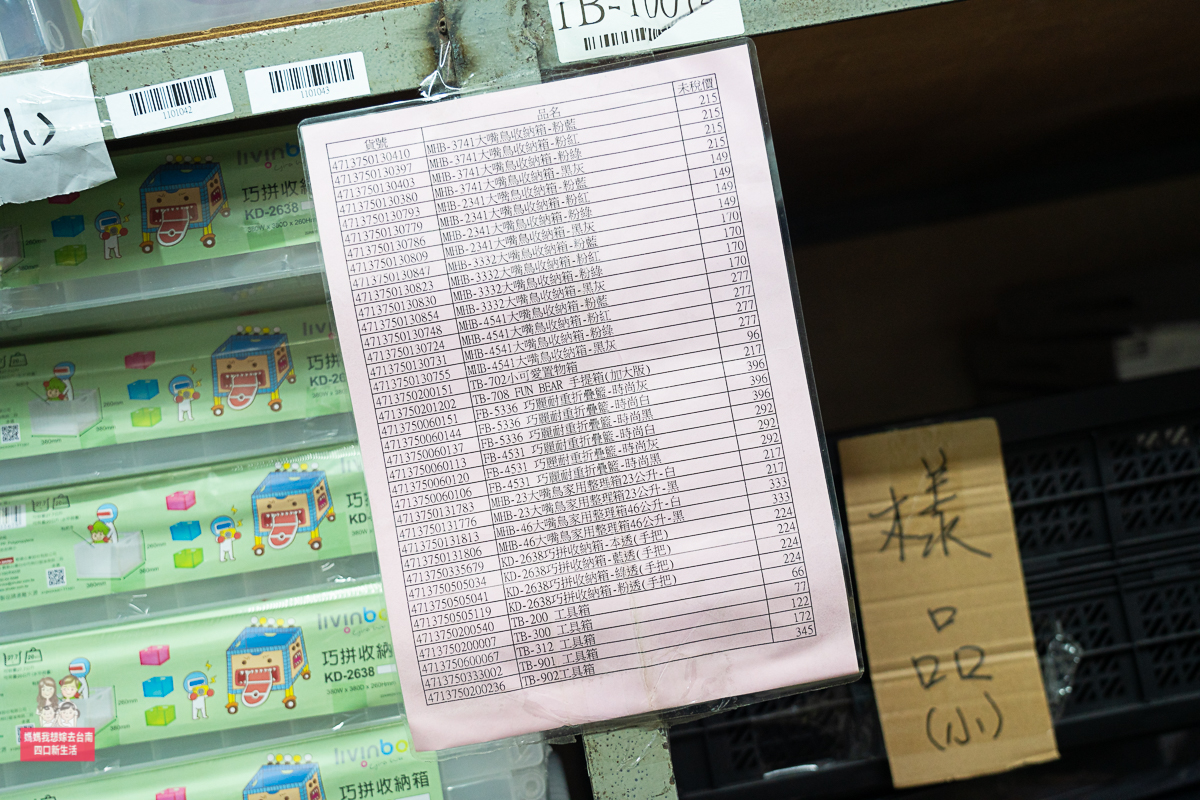 TB-100
1101042
1101043
小
貨號 品名 未稅價
4713750130410 MHB-3741大嘴鳥收納箱-粉藍 215
4713750130397 MHB-3741大嘴鳥收納箱-粉紅 215
4713750130403 MHB-3741大嘴鳥收納箱-粉綠 215
4713750130380 MHB-3741大嘴鳥收納箱-黑灰 215
4713750130793 MHB-2341大嘴鳥收納箱-粉藍 149
4713750130779 MHB-2341大嘴鳥收納箱-粉紅 149
4713750130786 MHB-2341大嘴鳥收納箱-粉綠 149
4713750130809 MHB-2341大嘴鳥收納箱-黑灰 149
4713750130847 MHB-3332大嘴鳥收納箱-粉藍 170
4713750130823 MHB-3332大嘴鳥收納箱-粉紅 170
4713750130830 MHB-3332大嘴鳥收納箱-粉綠 170
4713750130854 MHB-3332大嘴鳥收納箱-黑灰 170
4713750130748 MHB-4541大嘴鳥收納箱-粉藍 277
4713750130724 MHB-4541大嘴鳥收納箱-粉紅 277
4713750130731 MHB-4541大嘴鳥收納箱-粉綠 277
4713750130755 MHB-4541大嘴鳥收納箱-黑灰 277
4713750200151 TB-702小可愛置物箱 96
4713750201202 TB-708 FUN BEAR 手提箱(加大版) 217
4713750060151 FB-5336 巧麗耐重折疊籃-時尚灰 396
4713750060144 FB-5336 巧麗耐重折疊籃-時尚白 396
4713750060137 FB-5336 巧麗耐重折疊籃-時尚黑 396
4713750060113 FB-4531 巧麗耐重折疊籃-時尚白 292
4713750060120 FB-4531 巧麗耐重折疊籃-時尚灰 292
4713750060106 FB-4531 巧麗耐重折疊籃-時尚黑 292
4713750131783 MHB-23大嘴鳥家用整理箱23公升-白 217
4713750131776 MHB-23大嘴鳥家用整理箱23公升-黑 217
4713750131813 MHB-46大嘴鳥家用整理箱46公升-白 333
4713750131806 MHB-46大嘴鳥家用整理箱46公升-黑 333
4713750335679 KD-2638巧拼收納箱-本透(手把) 224
4713750505034 KD-2638巧拼收納箱-藍透(手把) 224
4713750505041 KD-2638巧拼收納箱-綠透(手把) 224
4713750505119 KD-2638巧拼收納箱-粉透(手把) 224
4713750200540 TB-200 工具箱 66
4713750200007 TB-300 工具箱 77
4713750600067 TB-312 工具箱 122
4713750333002 TB-901 工具箱 172
4713750200236 TB-902工具箱 345
樣品
(小)
巧拼收納
KD-2638
巧拼收
KD-26
巧
KD-
livinbo
巧拼收納
KD-2638
livinbo
巧拼收納箱
媽媽我想嫁去台南
四口新生活